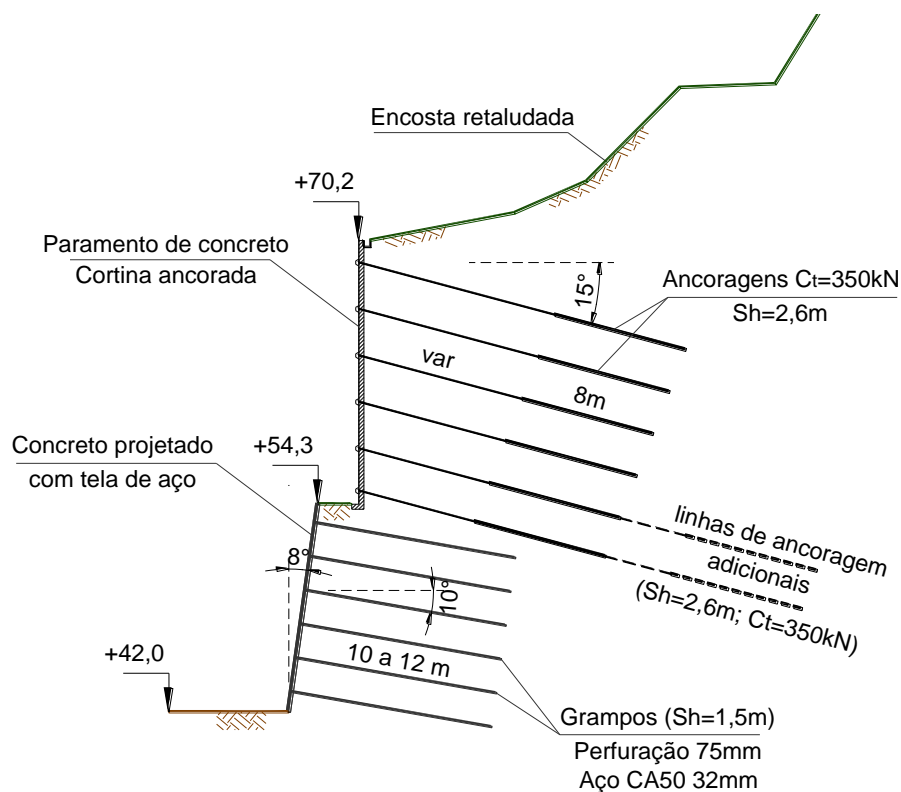 Encosta retaludada
+70,2
Paramento de concreto
Cortina ancorada
15°
Ancoragens Ct=350kN
Sh=2,6m
var
8m
Concreto projetado
com tela de aço
+54,3
linhas de ancoragem
adicionais
(Sh=2,6m; Ct=350kN)
8°
10°
10 a 12 m
+42,0
Grampos (Sh=1,5m)
Perfuração 75mm
Aço CA50 32mm